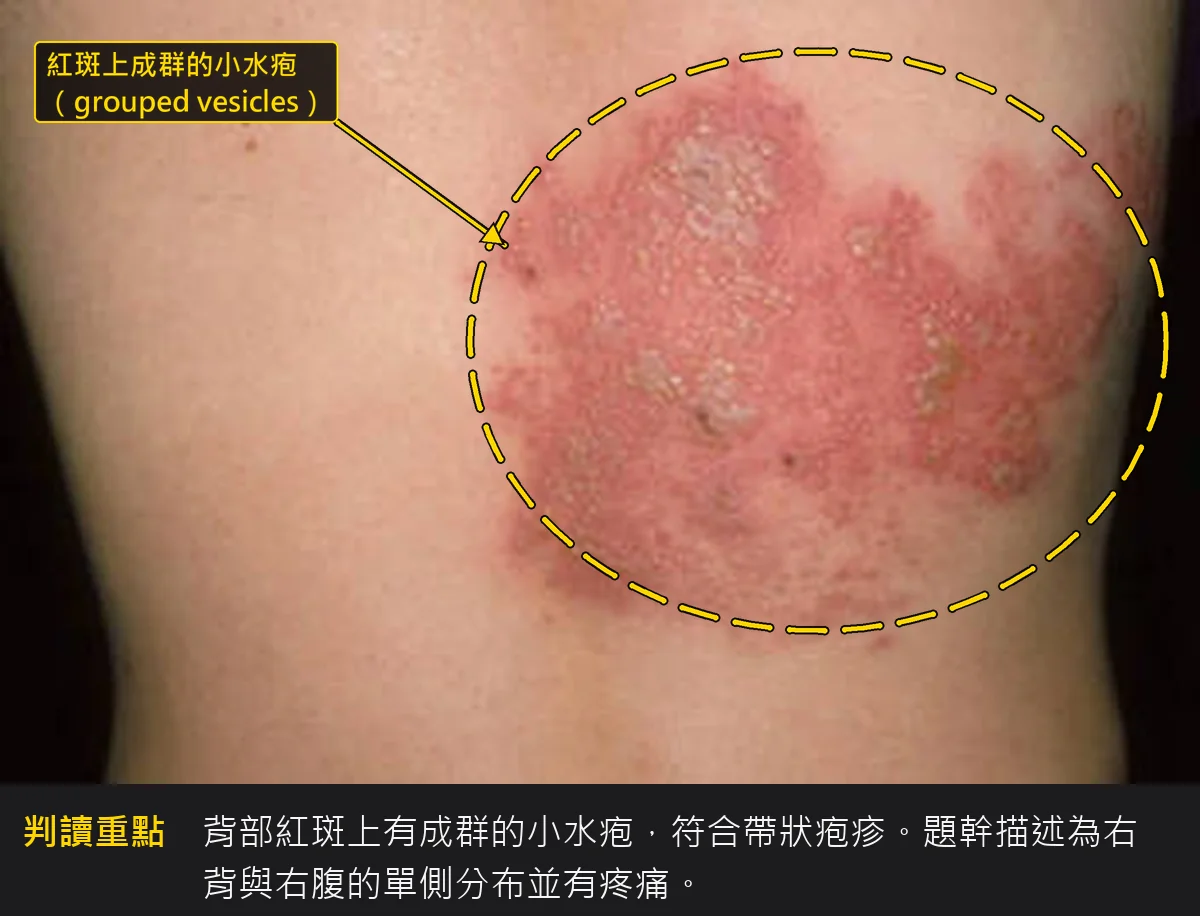 紅斑上成群的小水疱
（grouped vesicles）
判讀重點
背部紅斑上有成群的小水疱，符合帶狀疱疹。題幹描述為右
背與右腹的單側分布並有疼痛。